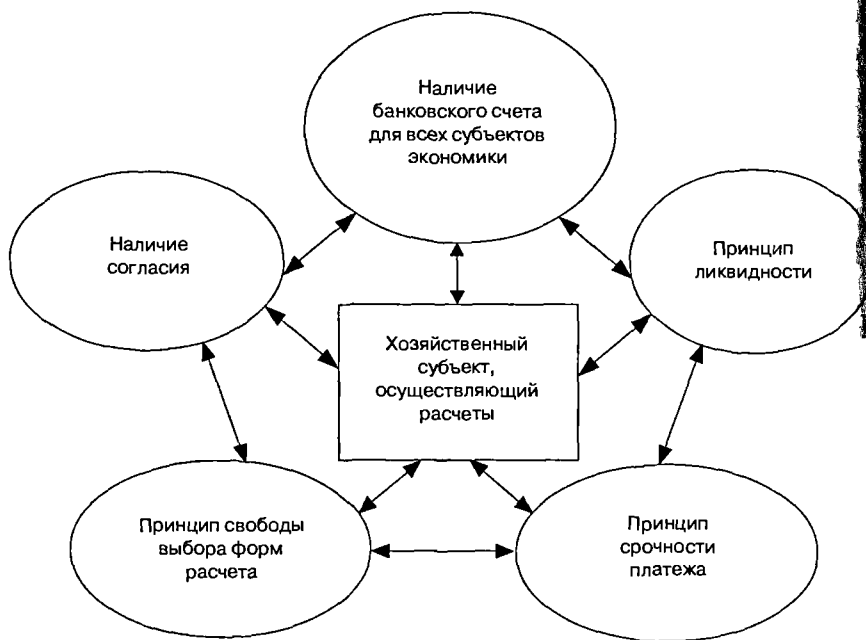 Наличие
банковского счета
для всех субъектов
экономики
Наличие
согласия
Принцип
ликвидности
Хозяйственный
субъект,
осуществляющий
расчеты
Принцип свободы
выбора форм
расчета
Принцип
срочности
платежа